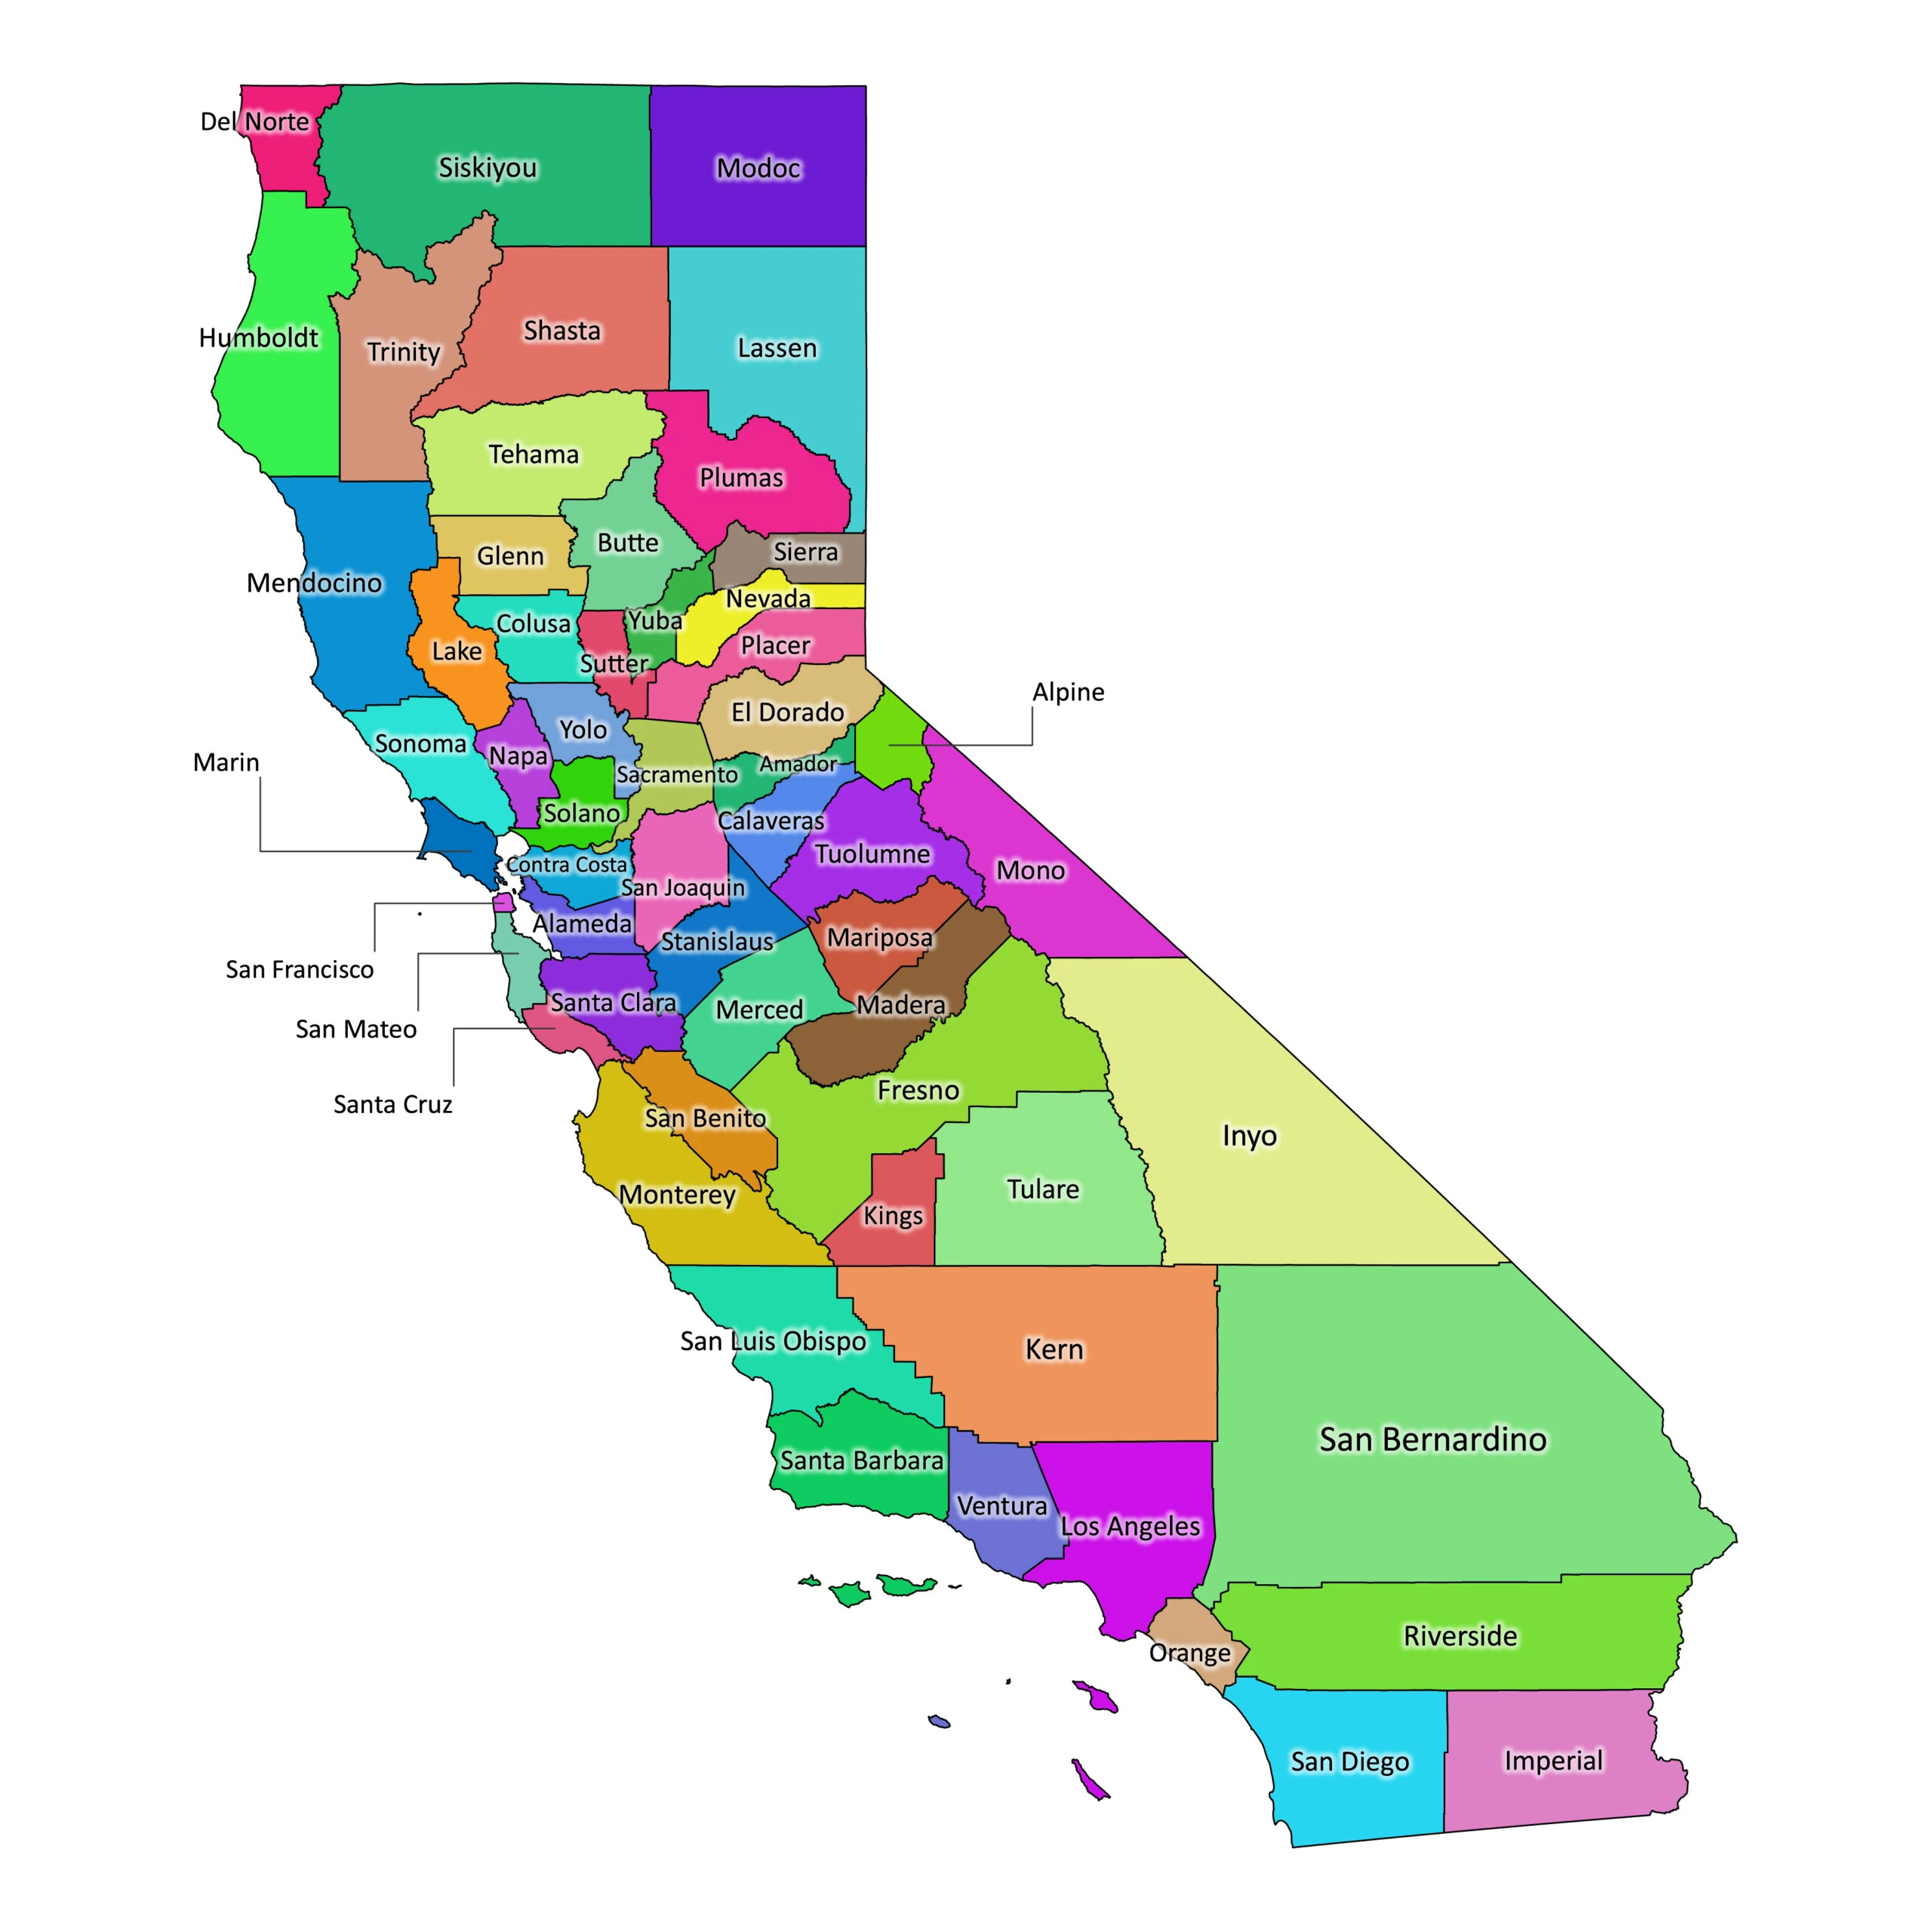 Del Norte
Siskiyou
Modoc
Humboldt
Trinity
Shasta
Lassen
Tehama
Plumas
Mendocino
Glenn
Butte
Sierra
Nevada
Lake
Colusa
Sutter
Yuba
Placer
Alpine
Sonoma
Napa
Yolo
El Dorado
Marin
Sacramento
Amador
Solano
Calaveras
Tuolumne
Mono
Contra Costa
San Joaquin
Alameda
Stanislaus
Mariposa
San Francisco
Santa Clara
Merced
Madera
San Mateo
Santa Cruz
San Benito
Fresno
Inyo
Monterey
Kings
Tulare
San Luis Obispo
Kern
San Bernardino
Santa Barbara
Ventura
Los Angeles
Orange
Riverside
San Diego
Imperial